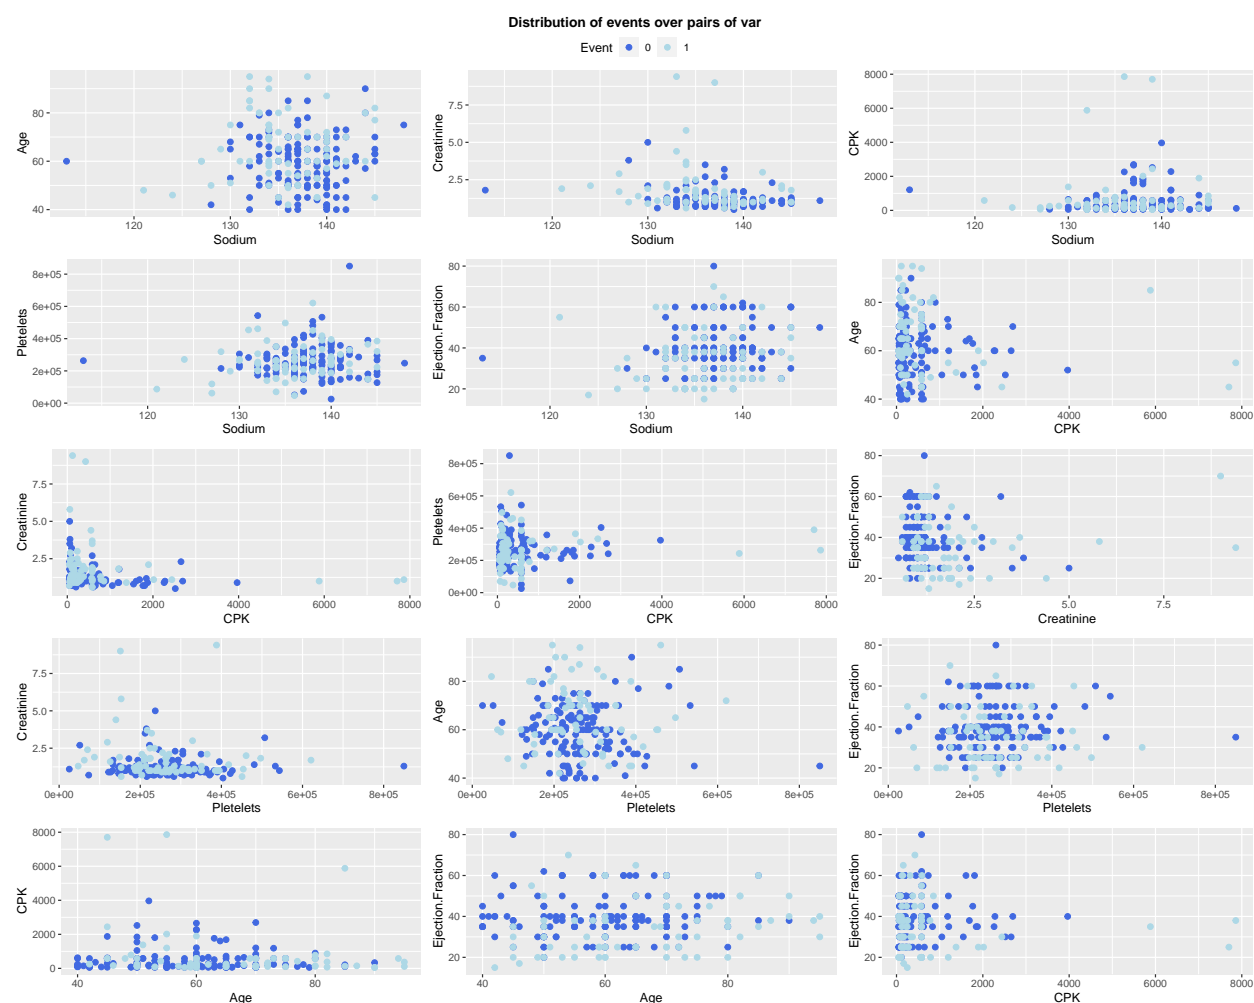 Distribution of events over pairs of var
Event 0 1
Age
80
60
40
120 130 140
Sodium
Creatinine
7.5
5.0
2.5
120 130 140
Sodium
CPK
8000
6000
4000
2000
0
120 130 140
Sodium
Pletelets
8e+05
6e+05
4e+05
2e+05
0e+00
120 130 140
Sodium
Ejection.Fraction
80
60
40
20
120 130 140
Sodium
Age
80
60
40
0 2000 4000 6000 8000
CPK
Creatinine
7.5
5.0
2.5
0 2000 4000 6000 8000
CPK
Pletelets
8e+05
6e+05
4e+05
2e+05
0e+00
0 2000 4000 6000 8000
CPK
Ejection.Fraction
80
60
40
20
2.5 5.0 7.5
Creatinine
Creatinine
7.5
5.0
2.5
0e+00 2e+05 4e+05 6e+05 8e+05
Pletelets
Age
80
60
40
0e+00 2e+05 4e+05 6e+05 8e+05
Pletelets
Ejection.Fraction
80
60
40
20
0e+00 2e+05 4e+05 6e+05 8e+05
Pletelets
CPK
8000
6000
4000
2000
0
40 60 80
Age
Ejection.Fraction
80
60
40
20
40 60 80
Age
Ejection.Fraction
80
60
40
20
0 2000 4000 6000 8000
CPK